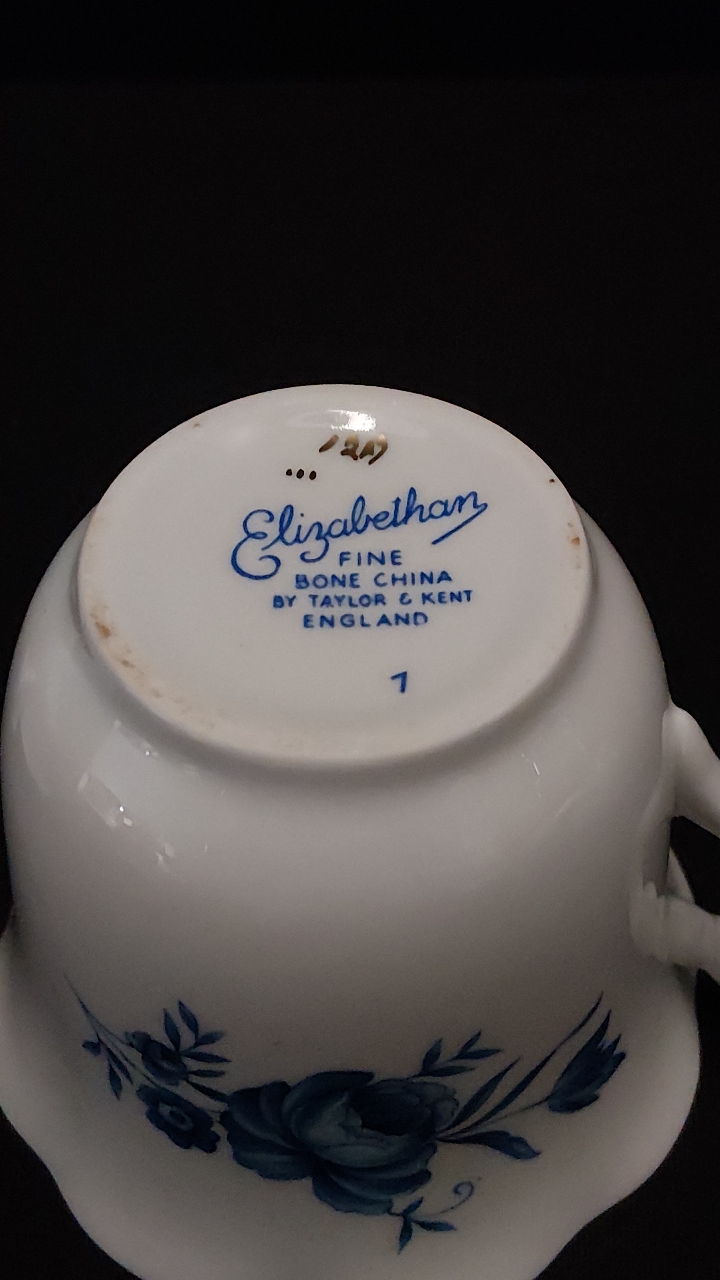 Elizabethan
FINE
BONE CHINA
BY TAYLOR & KENT
ENGLAND
7